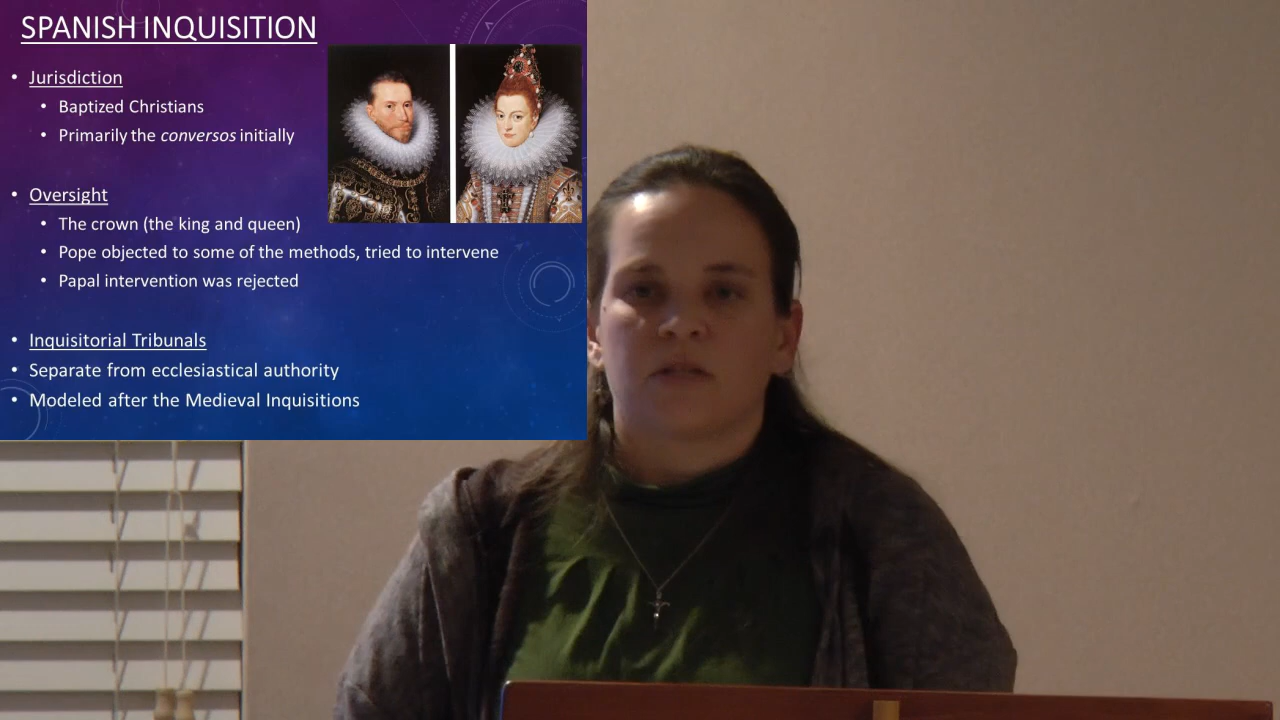 SPANISH INQUISITION
• Jurisdiction
• Baptized Christians
• Primarily the conversos initially
• Oversight
• The crown (the king and queen)
• Pope objected to some of the methods, tried to intervene
• Papal intervention was rejected
• Inquisitorial Tribunals
• Separate from ecclesiastical authority
• Modeled after the Medieval Inquisitions